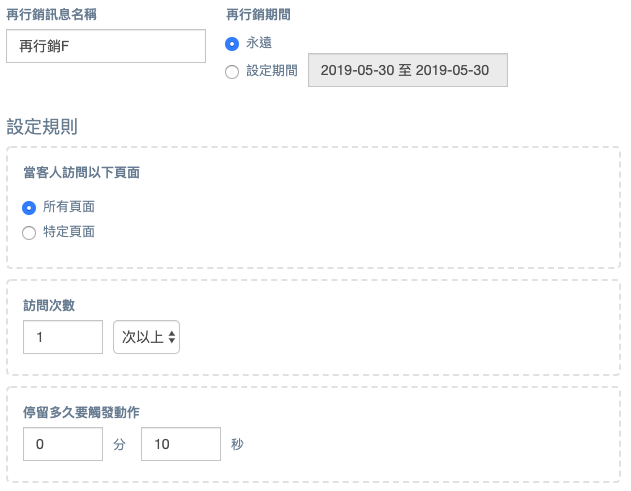 再行銷訊息名稱
再行銷F
再行銷期間
永遠
設定期間 2019-05-30 至 2019-05-30
設定規則
當客人訪問以下頁面
所有頁面
特定頁面
訪問次數
1 次以上
停留多久要觸發動作
0 分 10 秒